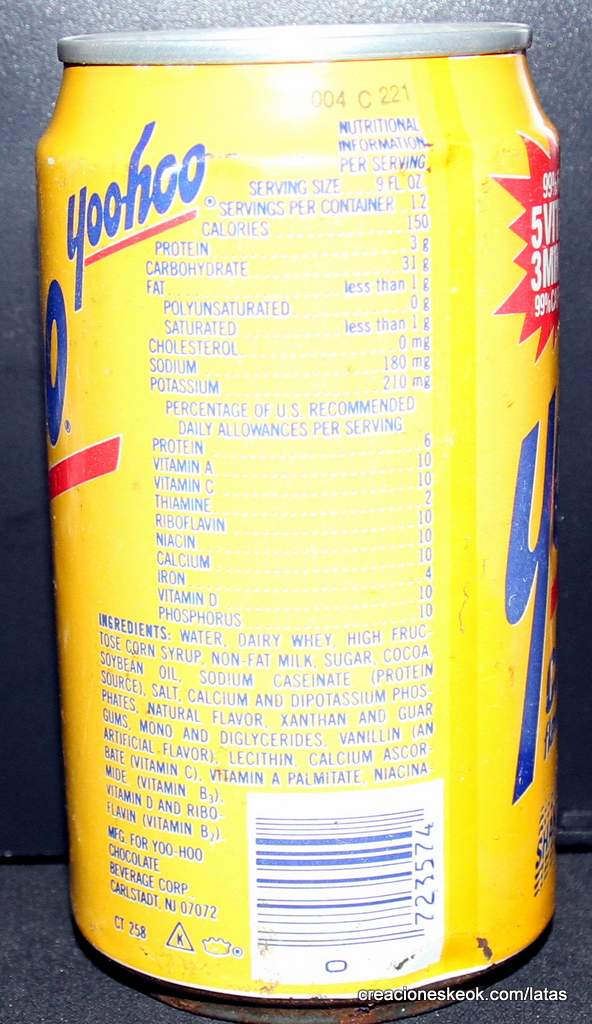 004 C 221
yoohoo
NUTRITIONAL
INFORMATION
PER SERVING
SERVING SIZE 9 FL OZ
SERVINGS PER CONTAINER 1.2
CALORIES 150
PROTEIN 3 g
CARBOHYDRATE 31 g
FAT less than 1 g
POLYUNSATURATED 0 g
SATURATED less than 1 g
CHOLESTEROL 0 mg
SODIUM 180 mg
POTASSIUM 210 mg
PERCENTAGE OF U.S. RECOMMENDED
DAILY ALLOWANCES PER SERVING
PROTEIN 6
VITAMIN A 10
VITAMIN C 10
THIAMINE 2
RIBOFLAVIN 10
NIACIN 10
CALCIUM 10
IRON 4
VITAMIN D 10
PHOSPHORUS 10
INGREDIENTS: WATER, DAIRY WHEY, HIGH FRUC-
TOSE CORN SYRUP, NON-FAT MILK, SUGAR, COCOA,
SOYBEAN OIL, SODIUM CASEINATE (PROTEIN
SOURCE), SALT, CALCIUM AND DIPOTASSIUM PHOS-
PHATES, NATURAL FLAVOR, XANTHAN AND GUAR
GUMS, MONO AND DIGLYCERIDES, VANILLIN (AN
ARTIFICIAL FLAVOR), LECITHIN, CALCIUM ASCOR-
BATE (VITAMIN C), VITAMIN A PALMITATE, NIACINA-
MIDE (VITAMIN B3),
VITAMIN D AND RIBO-
FLAVIN (VITAMIN B2)
MFG. FOR YOO-HOO
CHOCOLATE
BEVERAGE CORP.
CARLSTADT, NJ 07072
CT 258
K
723574
0
99%
5 VIT
3 MIN
99%
creacioneskeok.com/latas